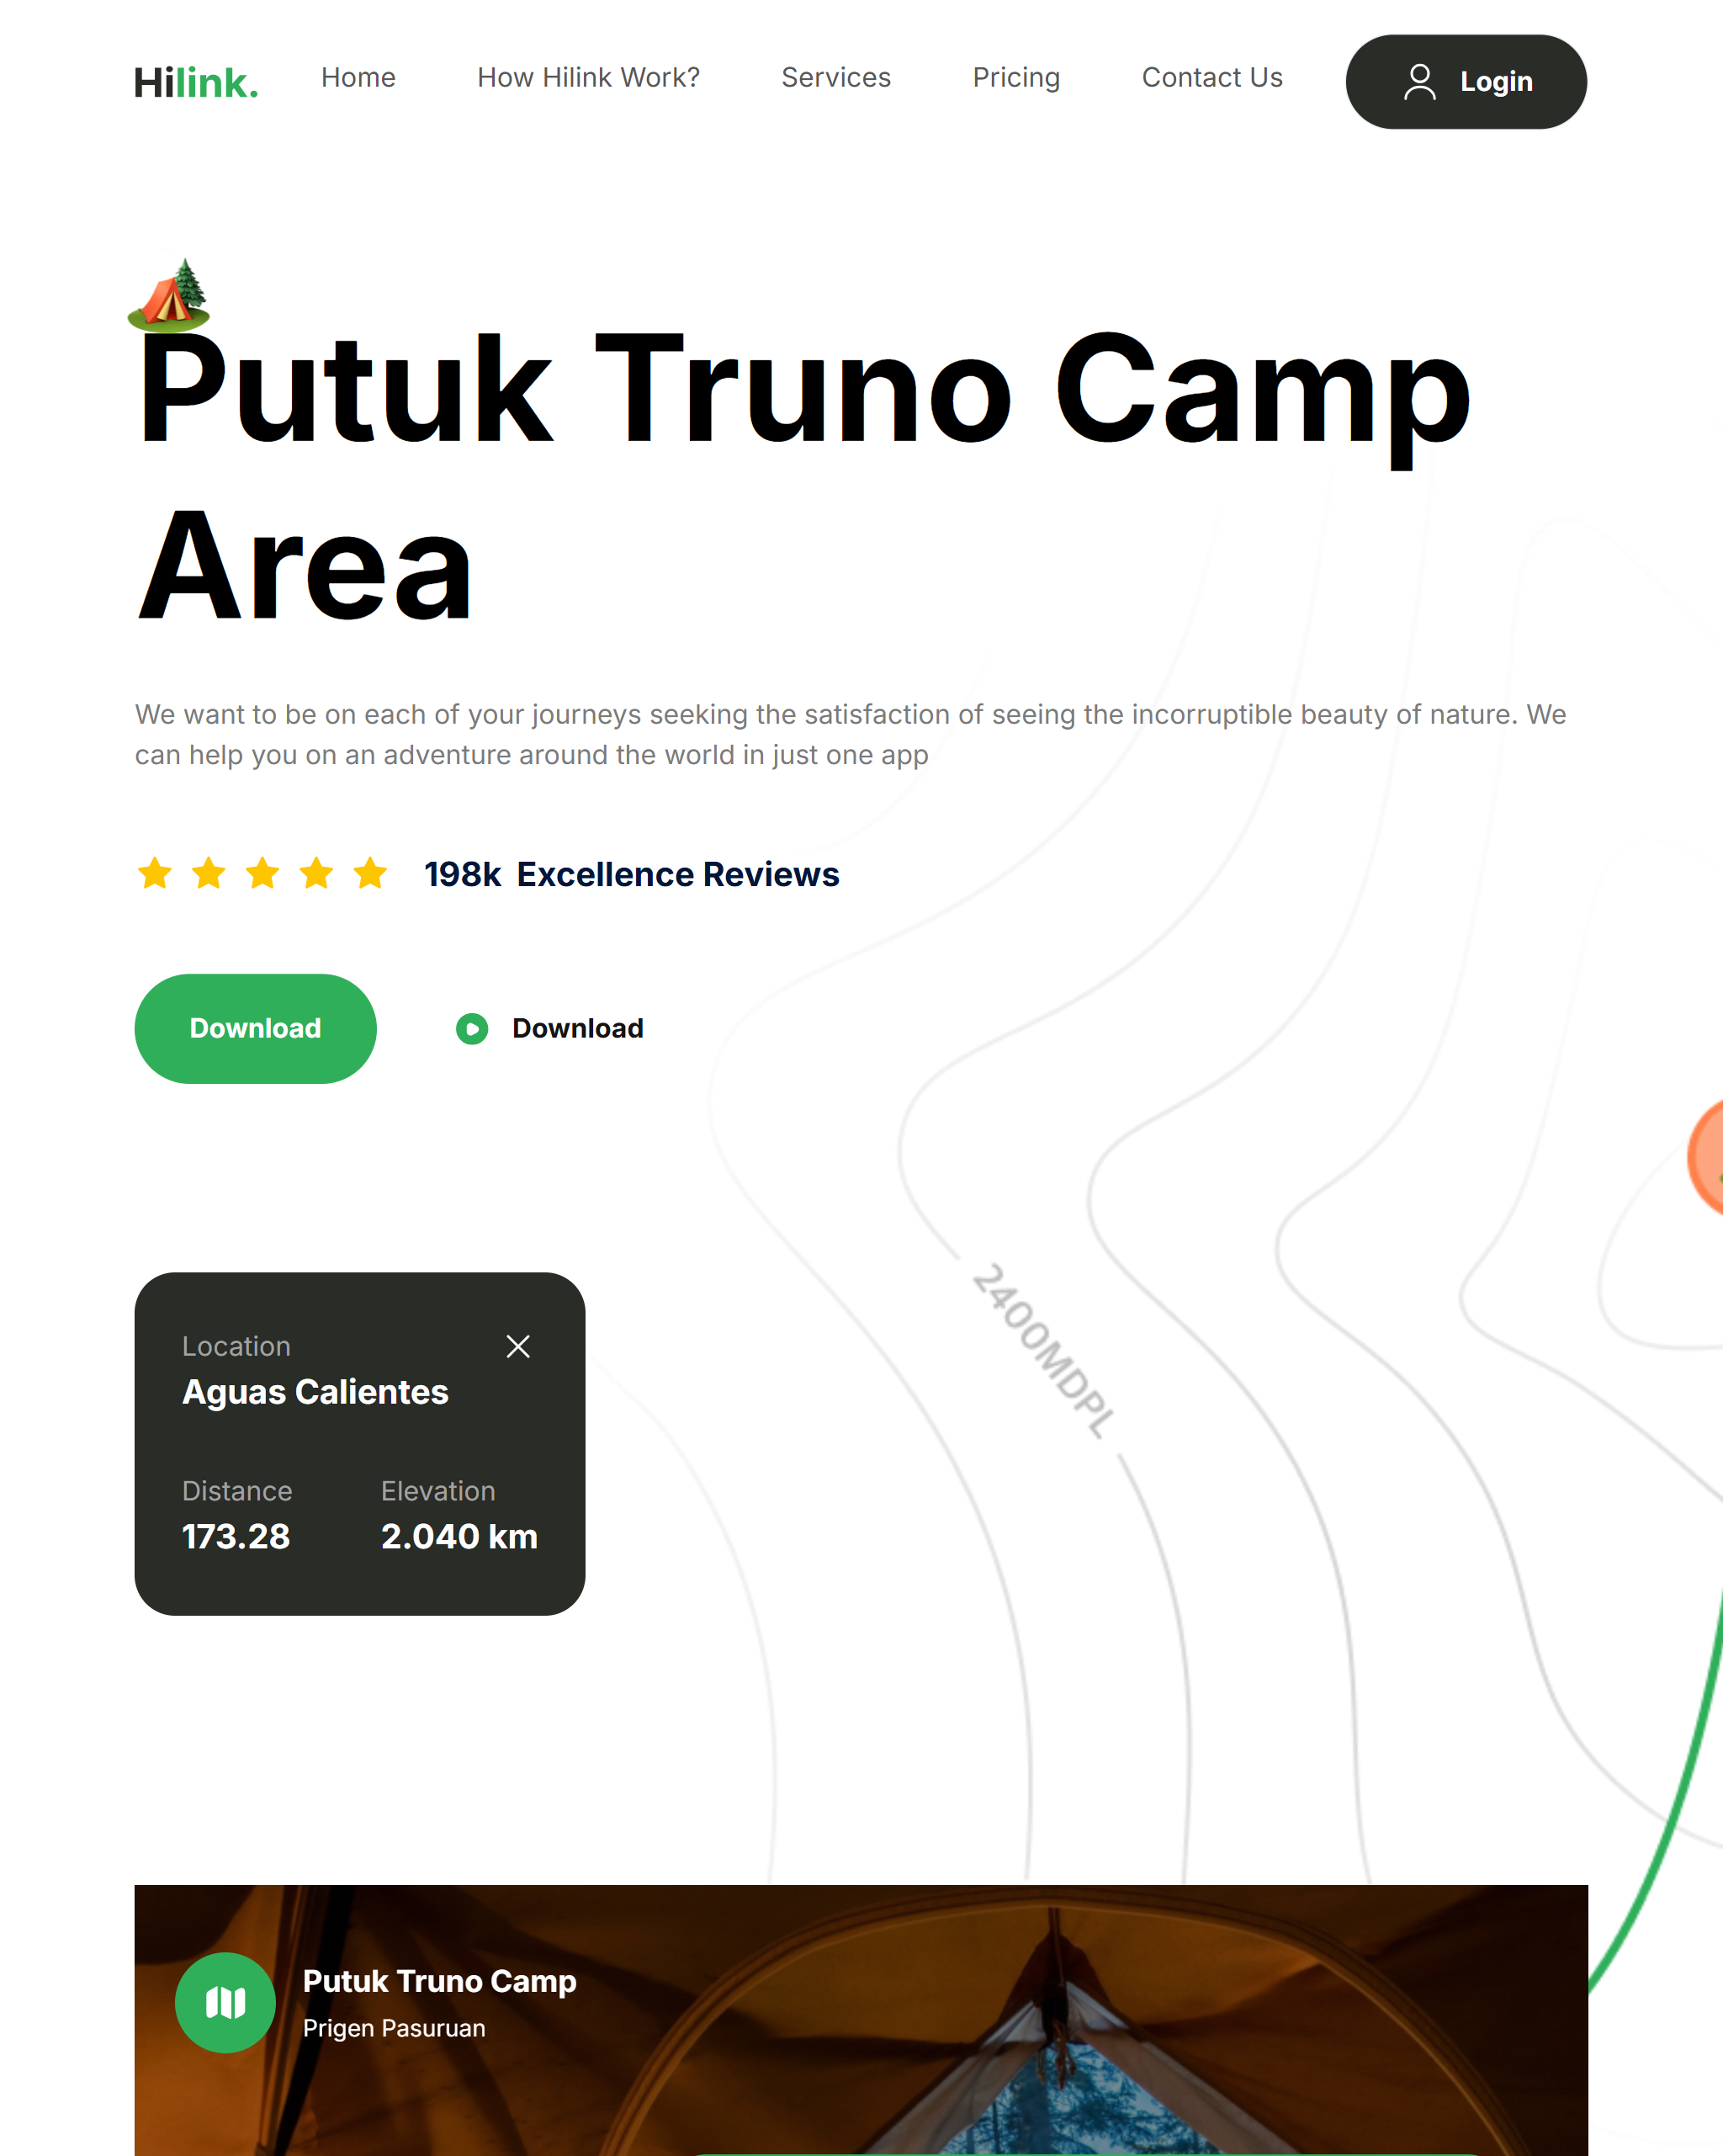 Hilink.
Home
How Hilink Work?
Services
Pricing
Contact Us
Login
Putuk Truno Camp
Area
We want to be on each of your journeys seeking the satisfaction of seeing the incorruptible beauty of nature. We
can help you on an adventure around the world in just one app
198k Excellence Reviews
Download
Download
2400MDPL
Location
Aguas Calientes
Distance
Elevation
173.28
2.040 km
Putuk Truno Camp
Prigen Pasuruan